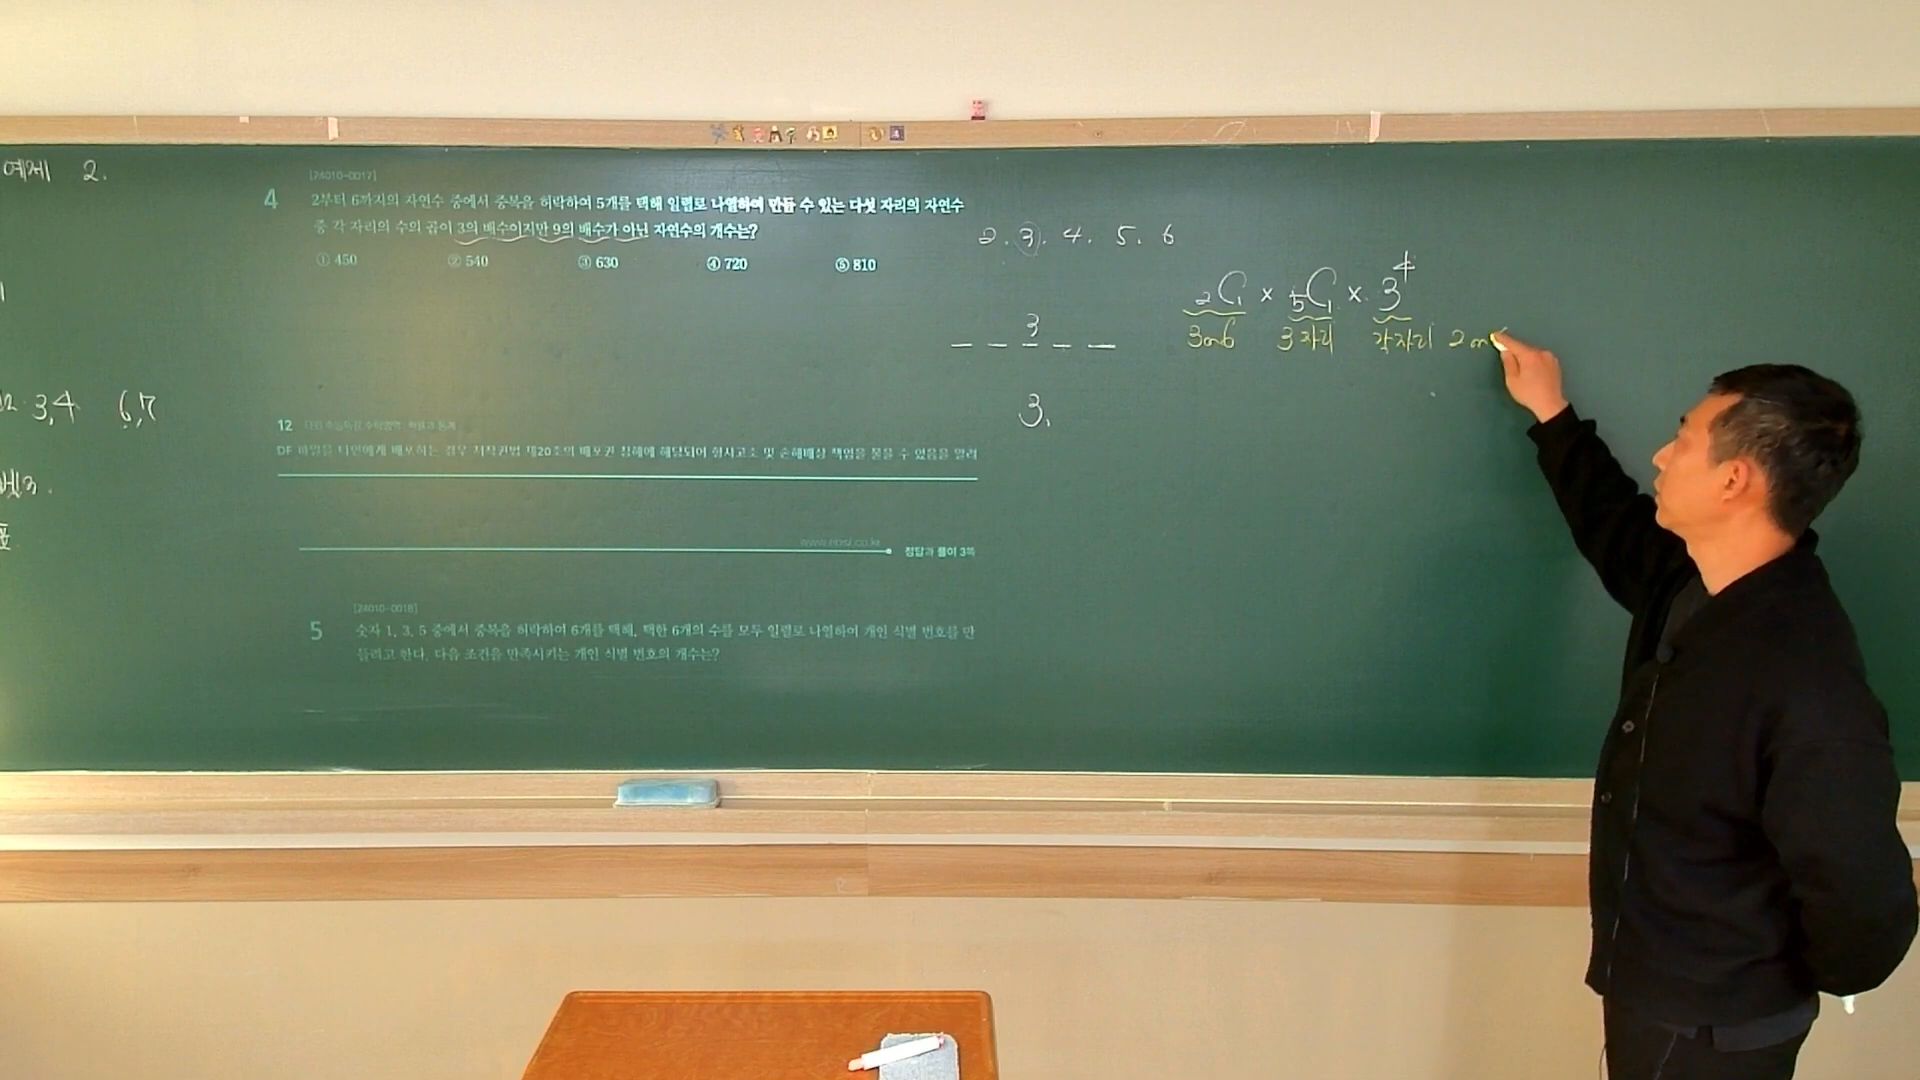 예제 2.
[24010-0017]
4 2부터 6까지의 자연수 중에서 중복을 허락하여 5개를 택해 일렬로 나열하여 만들 수 있는 다섯 자리의 자연수
중 각 자리의 수의 곱이 3의 배수이지만 9의 배수가 아닌 자연수의 개수는?
① 450 ② 540 ③ 630 ④ 720 ⑤ 810
2. 3. 4. 5. 6
₂C₁ × ₅C₁ × 3⁴
3 or 6 3자리 각자리 2 or
3
3,
3,4 6,7
12 EBS 수능특강 수학영역 확률과 통계
DF 파일을 타인에게 배포하는 경우 저작권법 제20조의 배포권 침해에 해당되어 형사고소 및 손해배상 책임을 물을 수 있음을 알려
www.ebsi.co.kr
정답과 풀이 3쪽
[24010-0018]
5 숫자 1, 3, 5 중에서 중복을 허락하여 6개를 택해, 택한 6개의 수를 모두 일렬로 나열하여 개인 식별 번호를 만
들려고 한다. 다음 조건을 만족시키는 개인 식별 번호의 개수는?